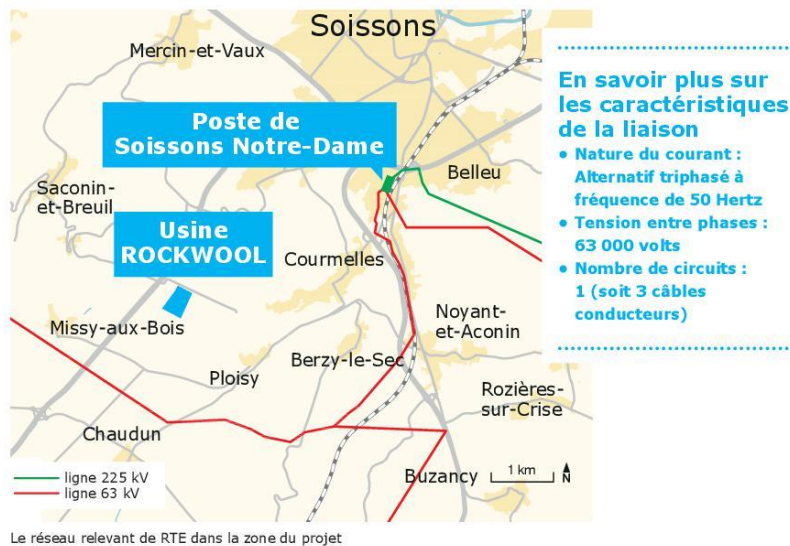 Soissons
Mercin-et-Vaux
Poste de
Soissons Notre-Dame
Belleu
Saconin-
et-Breuil
Usine
ROCKWOOL
Courmelles
Missy-aux-Bois
Noyant-
et-Aconin
Berzy-le-Sec
Ploisy
Rozières-
sur-Crise
Chaudun
Buzancy
1 km
N
ligne 225 kV
ligne 63 kV
Le réseau relevant de RTE dans la zone du projet
En savoir plus sur
les caractéristiques
de la liaison
• Nature du courant :
Alternatif triphasé à
fréquence de 50 Hertz
• Tension entre phases :
63 000 volts
• Nombre de circuits :
1 (soit 3 câbles
conducteurs)